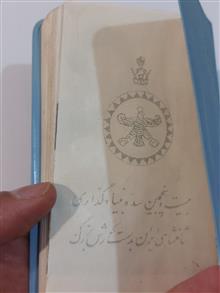 بیست و پنجمین سده بنیادگذاری
شاهنشاهی ایران بدست کورش بزرگ